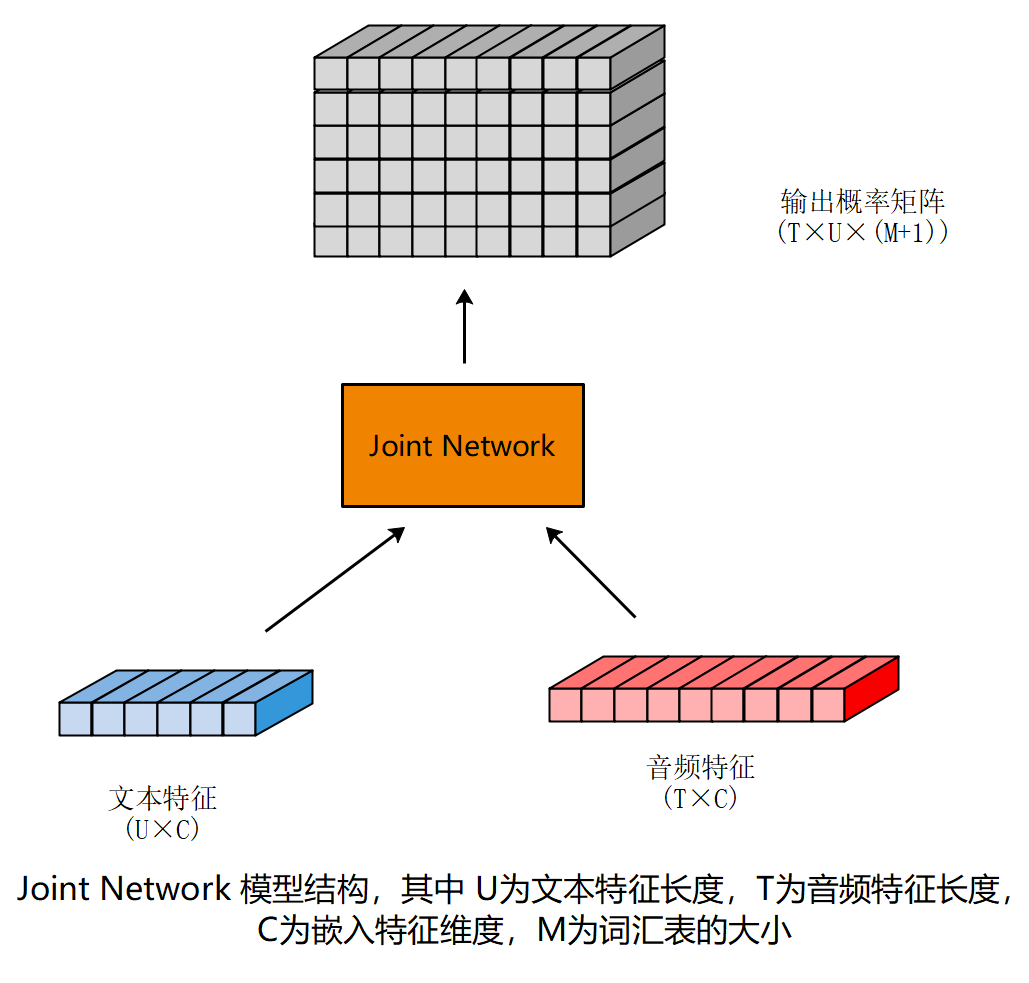 输出概率矩阵
(T×U×(M+1))
Joint Network
文本特征
(U×C)
音频特征
(T×C)
Joint Network 模型结构，其中 U为文本特征长度，T为音频特征长度，
C为嵌入特征维度，M为词汇表的大小